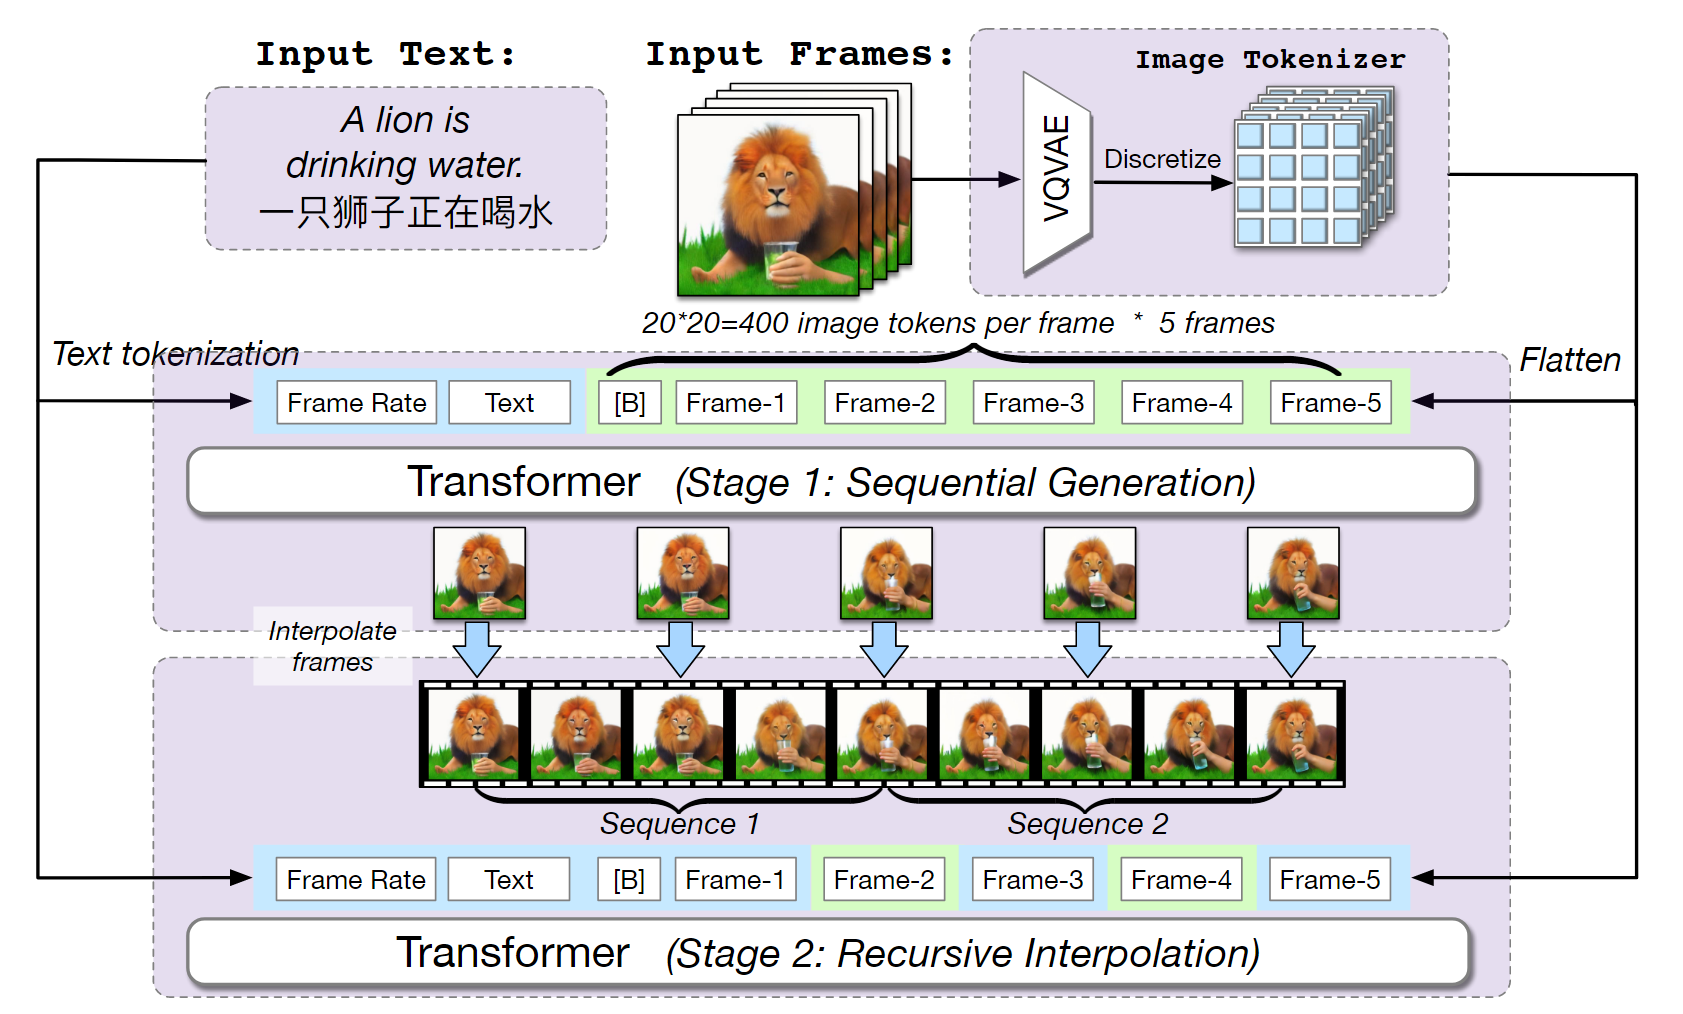 Input Text:
A lion is
drinking water.
一只狮子正在喝水
Input Frames:
Image Tokenizer
VQVAE
Discretize
20*20=400 image tokens per frame * 5 frames
Text tokenization
Flatten
Frame Rate Text [B] Frame-1 Frame-2 Frame-3 Frame-4 Frame-5
Transformer (Stage 1: Sequential Generation)
Interpolate
frames
Sequence 1 Sequence 2
Frame Rate Text [B] Frame-1 Frame-2 Frame-3 Frame-4 Frame-5
Transformer (Stage 2: Recursive Interpolation)